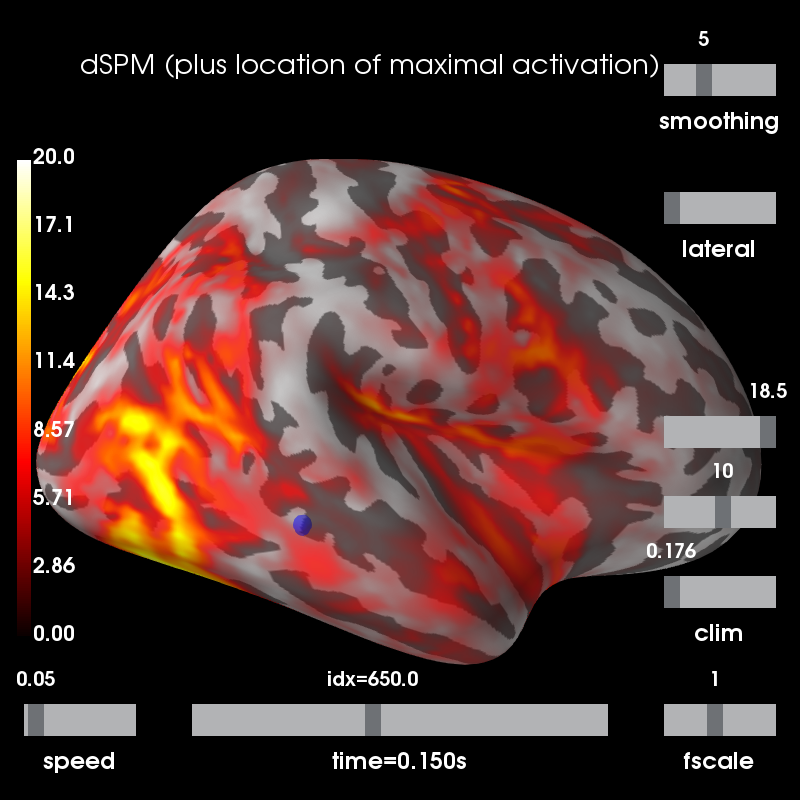 5
dSPM (plus location of maximal activation)
smoothing
20.0
17.1
lateral
14.3
11.4
18.5
8.57
10
5.71
0.176
2.86
0.00
clim
0.05
idx=650.0
1
speed
time=0.150s
fscale